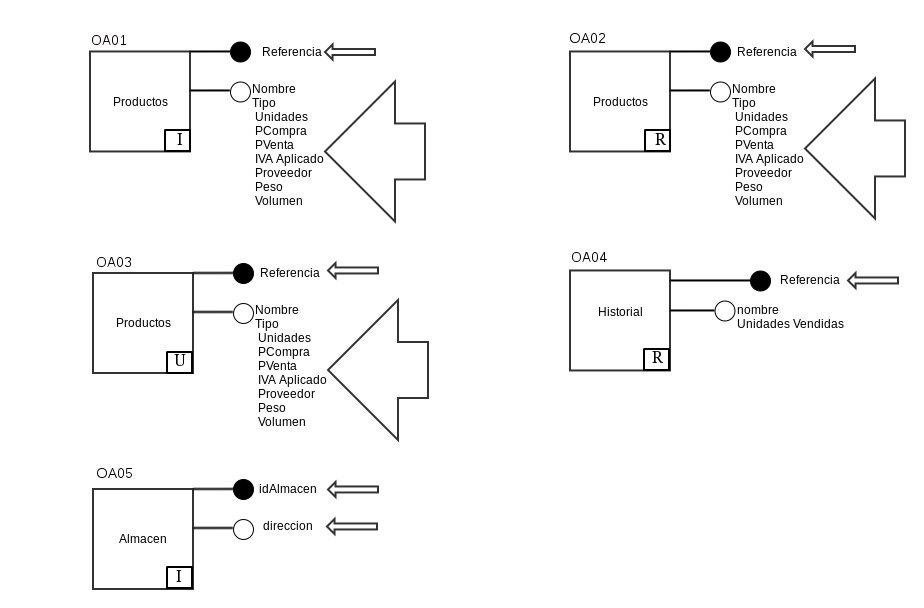 OA01
Productos
I
Referencia
Nombre
Tipo
Unidades
PCompra
PVenta
IVA Aplicado
Proveedor
Peso
Volumen
OA02
Productos
R
Referencia
Nombre
Tipo
Unidades
PCompra
PVenta
IVA Aplicado
Proveedor
Peso
Volumen
OA03
Productos
U
Referencia
Nombre
Tipo
Unidades
PCompra
PVenta
IVA Aplicado
Proveedor
Peso
Volumen
OA04
Historial
R
Referencia
nombre
Unidades Vendidas
OA05
Almacen
I
idAlmacen
direccion